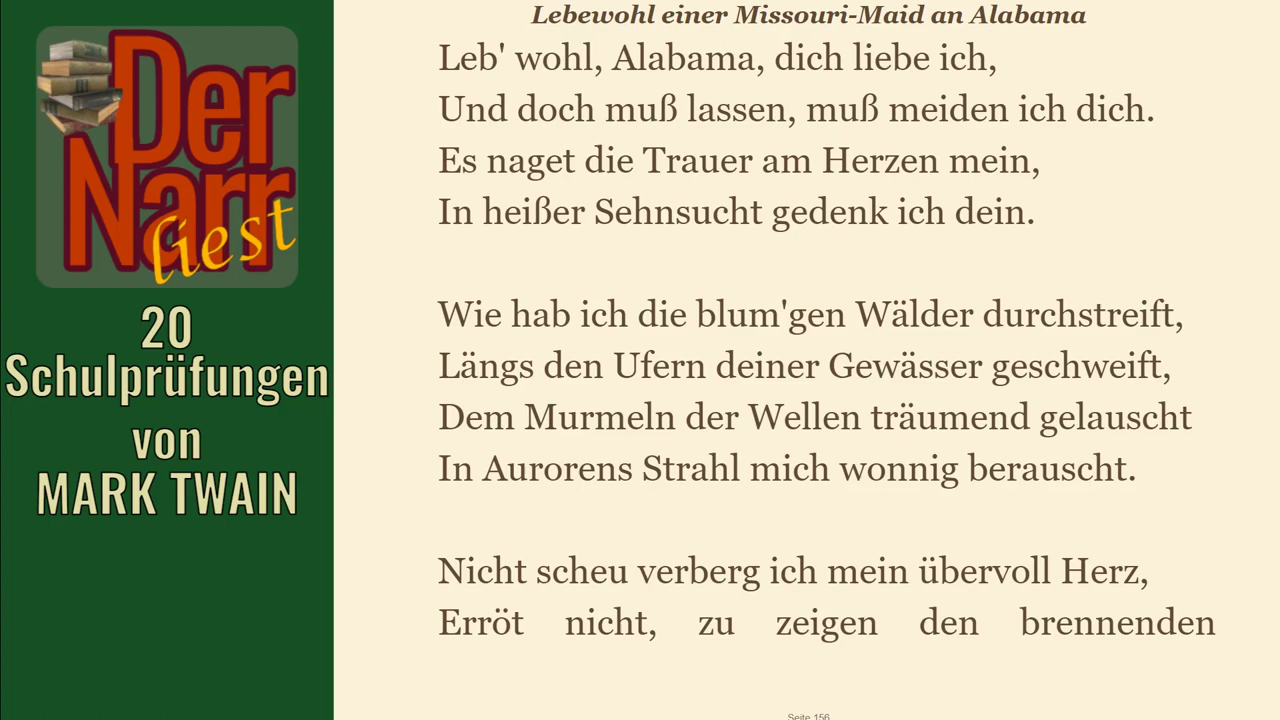 Der
Narr
liest
20
Schulprüfungen
von
MARK TWAIN
Lebewohl einer Missouri-Maid an Alabama
Leb' wohl, Alabama, dich liebe ich,
Und doch muß lassen, muß meiden ich dich.
Es naget die Trauer am Herzen mein,
In heißer Sehnsucht gedenk ich dein.
Wie hab ich die blum'gen Wälder durchstreift,
Längs den Ufern deiner Gewässer geschweift,
Dem Murmeln der Wellen träumend gelauscht
In Aurorens Strahl mich wonnig berauscht.
Nicht scheu verberg ich mein übervoll Herz,
Erröt nicht, zu zeigen den brennenden
Seite 156